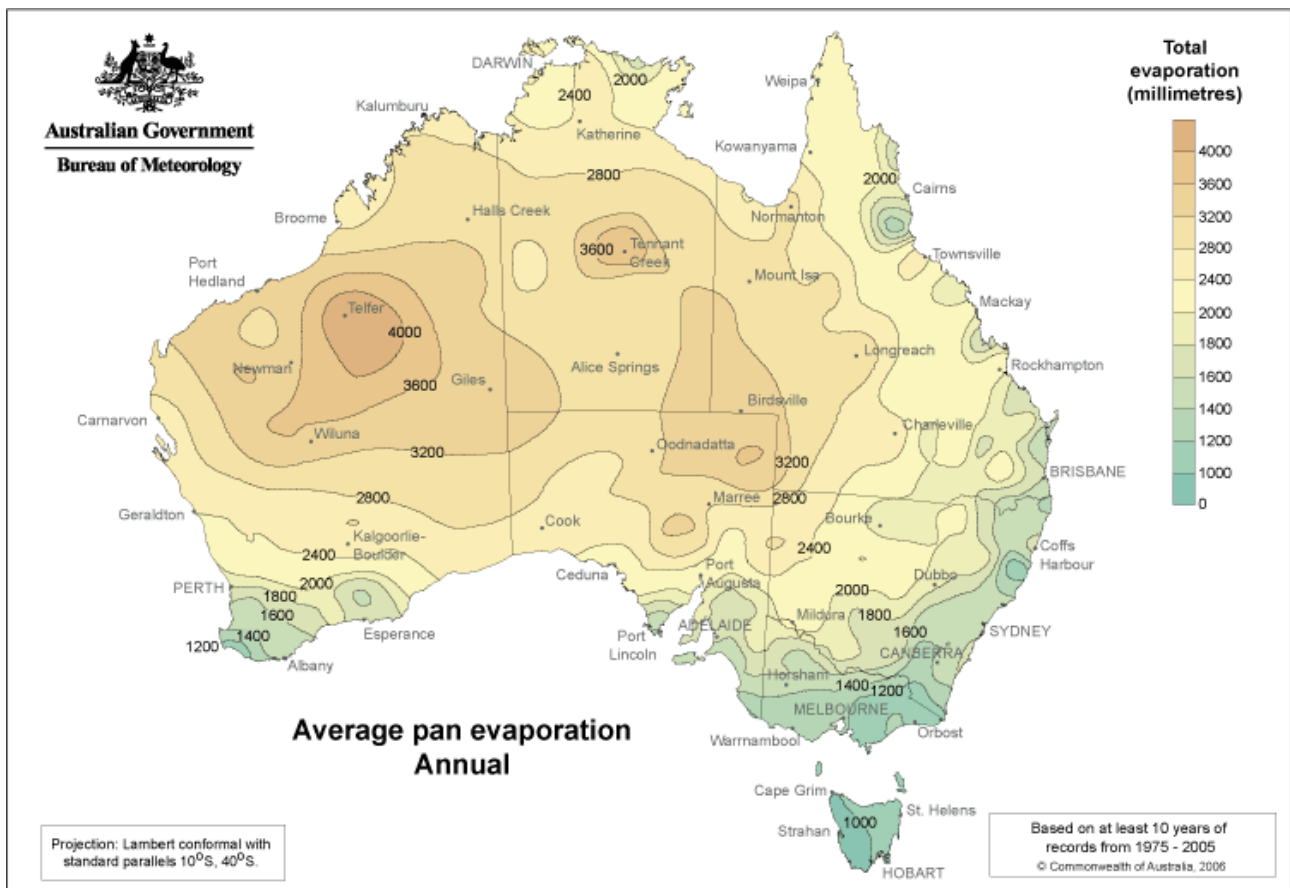 Australian Government
Bureau of Meteorology
Total
evaporation
(millimetres)
4000
3600
3200
2800
2400
2000
1800
1600
1400
1200
1000
0
DARWIN
2000
2400
Weipa
Kalumburu
Katherine
Kowanyama
2800
2000
Cairns
Halls Creek
Normanton
Broome
3600
Tennant
Creek
Townsville
Port
Hedland
Mount Isa
Mackay
Telfer
4000
Longreach
Newman
Alice Springs
Rockhampton
3600
Giles
Birdsville
Carnarvon
Charleville
Wiluna
Oodnadatta
3200
3200
BRISBANE
2800
Marree
2800
Geraldton
Cook
Bourke
Kalgoorlie-
Boulder
2400
2400
Coffs
Harbour
Ceduna
Port
Augusta
PERTH
2000
1800
2000
Dubbo
1600
Mildura
1800
1400
Esperance
ADELAIDE
1600
SYDNEY
1200
Port
Lincoln
CANBERRA
Albany
Horsham
1400
1200
MELBOURNE
Orbost
Warrnambool
Average pan evaporation
Annual
Cape Grim
St. Helens
1000
Strahan
HOBART
Projection: Lambert conformal with
standard parallels 10⁰S, 40⁰S.
Based on at least 10 years of
records from 1975 - 2005
© Commonwealth of Australia, 2006